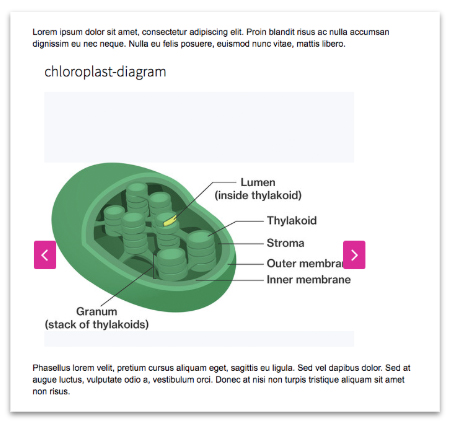 Lorem ipsum dolor sit amet, consectetur adipiscing elit. Proin blandit risus ac nulla accumsan
dignissim eu nec neque. Nulla eu felis posuere, euismod nunc vitae, mattis libero.
chloroplast-diagram
Lumen
(inside thylakoid)
Thylakoid
Stroma
Outer membra
Inner membrane
Granum
(stack of thylakoids)
Phasellus lorem velit, pretium cursus aliquam eget, sagittis eu ligula. Sed vel dapibus dolor. Sed at
augue luctus, vulputate odio a, vestibulum orci. Donec at nisi non turpis tristique aliquam sit amet
non risus.